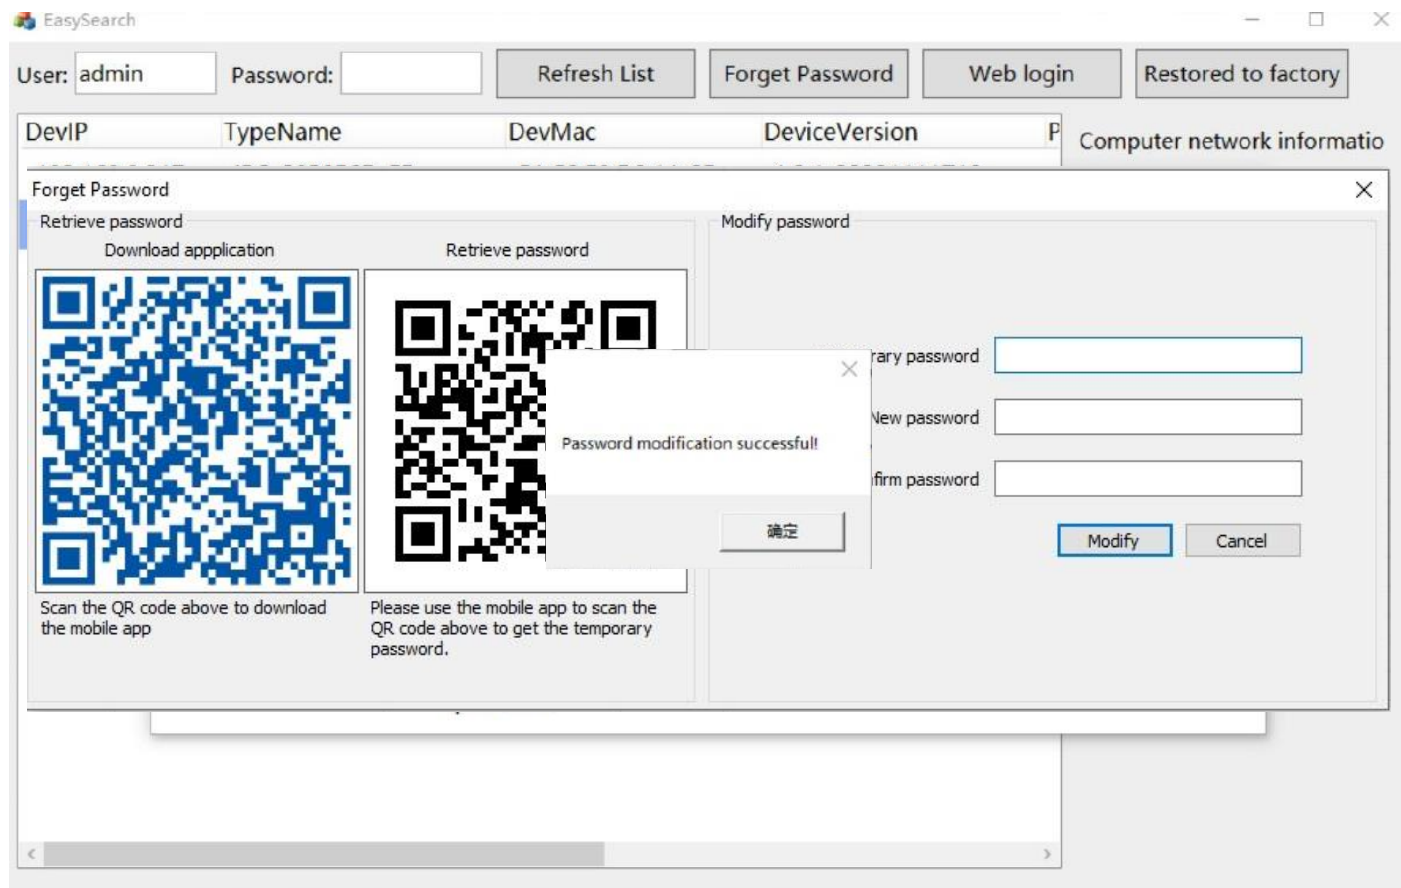 EasySearch
User: admin Password: Refresh List Forget Password Web login Restored to factory
DevIP TypeName DevMac DeviceVersion P
Computer network informatio
Forget Password
Retrieve password
Modify password
Download appplication
Retrieve password
rary password
New password
firm password
Password modification successful!
确定
Modify
Cancel
Scan the QR code above to download
the mobile app
Please use the mobile app to scan the
QR code above to get the temporary
password.